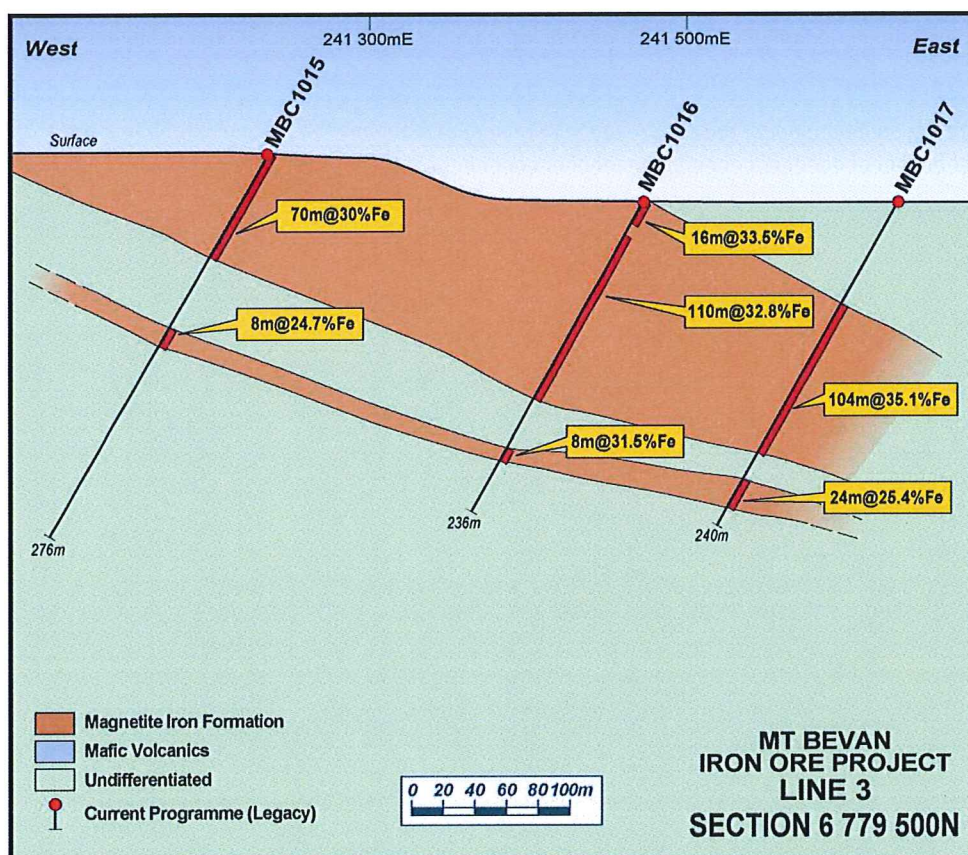 West
241 300mE
241 500mE
East
Surface
MBC1015
MBC1016
MBC1017
70m@30%Fe
16m@33.5%Fe
110m@32.8%Fe
8m@24.7%Fe
104m@35.1%Fe
8m@31.5%Fe
24m@25.4%Fe
276m
236m
240m
Magnetite Iron Formation
Mafic Volcanics
Undifferentiated
Current Programme (Legacy)
0 20 40 60 80 100m
MT BEVAN
IRON ORE PROJECT
LINE 3
SECTION 6 779 500N